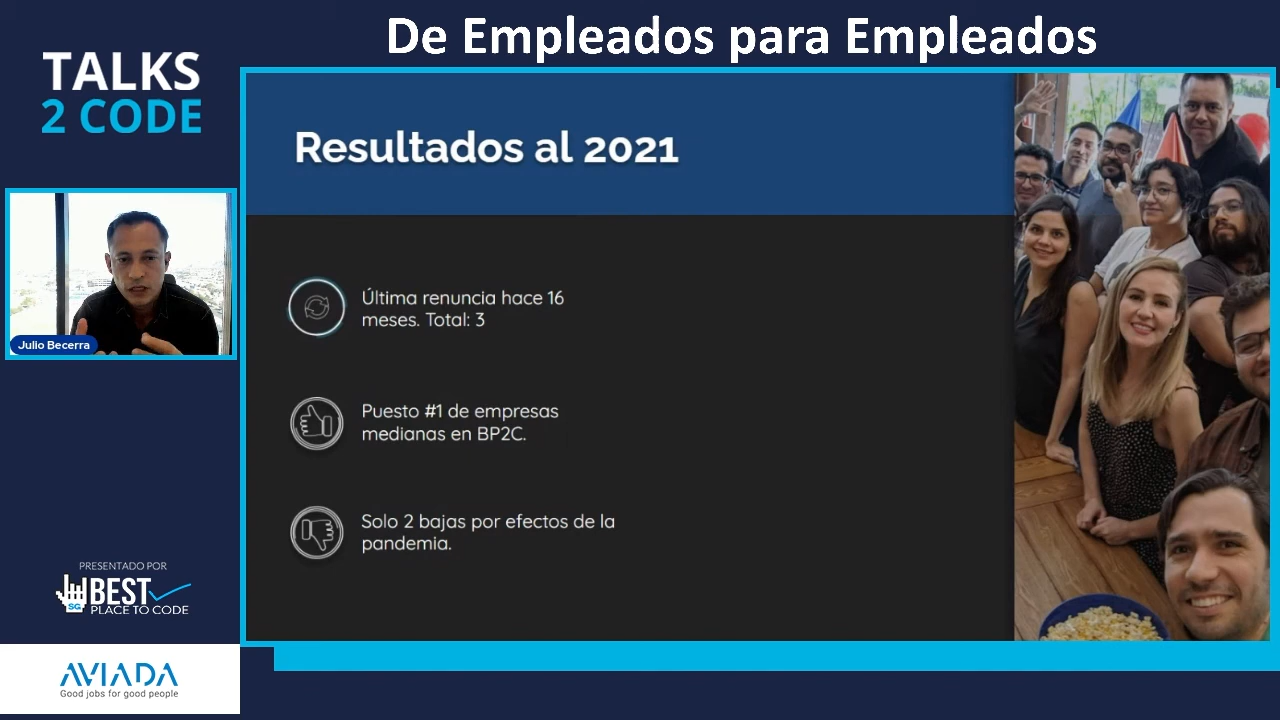 De Empleados para Empleados
TALKS
2 CODE
Resultados al 2021
Última renuncia hace 16
meses. Total: 3
Puesto #1 de empresas
medianas en BP2C.
Solo 2 bajas por efectos de la
pandemia.
Julio Becerra
PRESENTADO POR
SG
BEST
PLACE TO CODE
AVIADA
Good jobs for good people